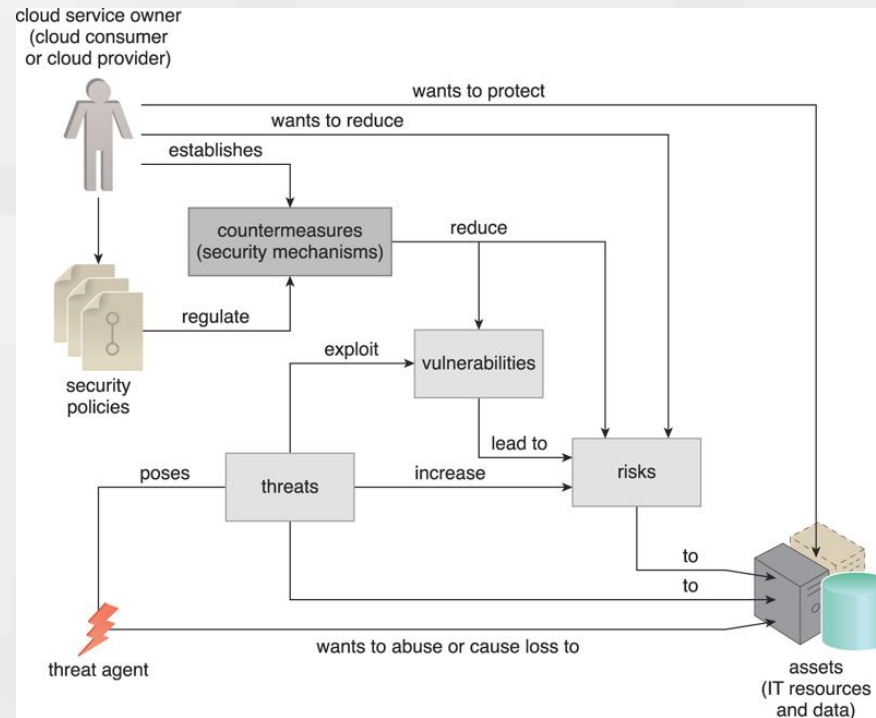 cloud service owner
(cloud consumer
or cloud provider)
wants to protect
wants to reduce
establishes
countermeasures
(security mechanisms)
reduce
regulate
security
policies
exploit
vulnerabilities
lead to
poses
threats
increase
risks
to
to
wants to abuse or cause loss to
threat agent
assets
(IT resources
and data)